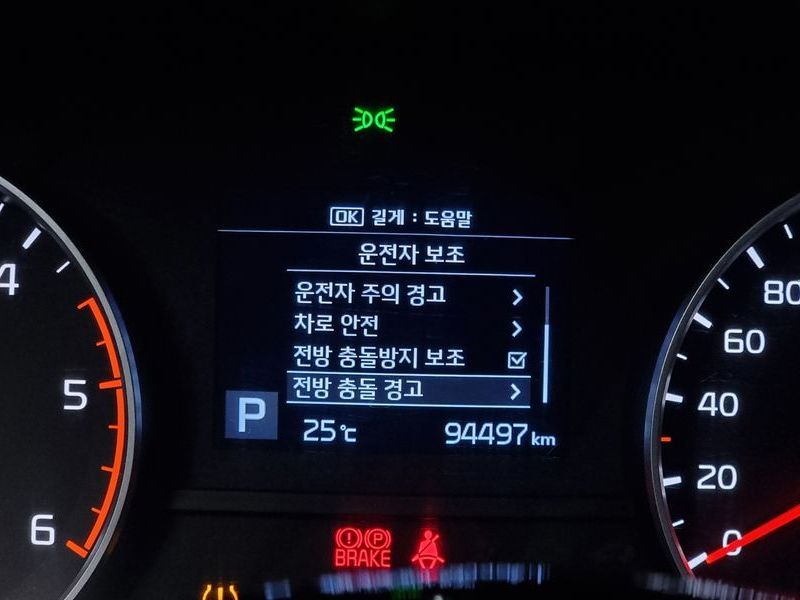 OK 길게 : 도움말
운전자 보조
운전자 주의 경고
차로 안전
전방 충돌방지 보조
전방 충돌 경고
P
25℃ 94497 km
4
5
6
80
60
40
20
0
(!) (P)
BRAKE